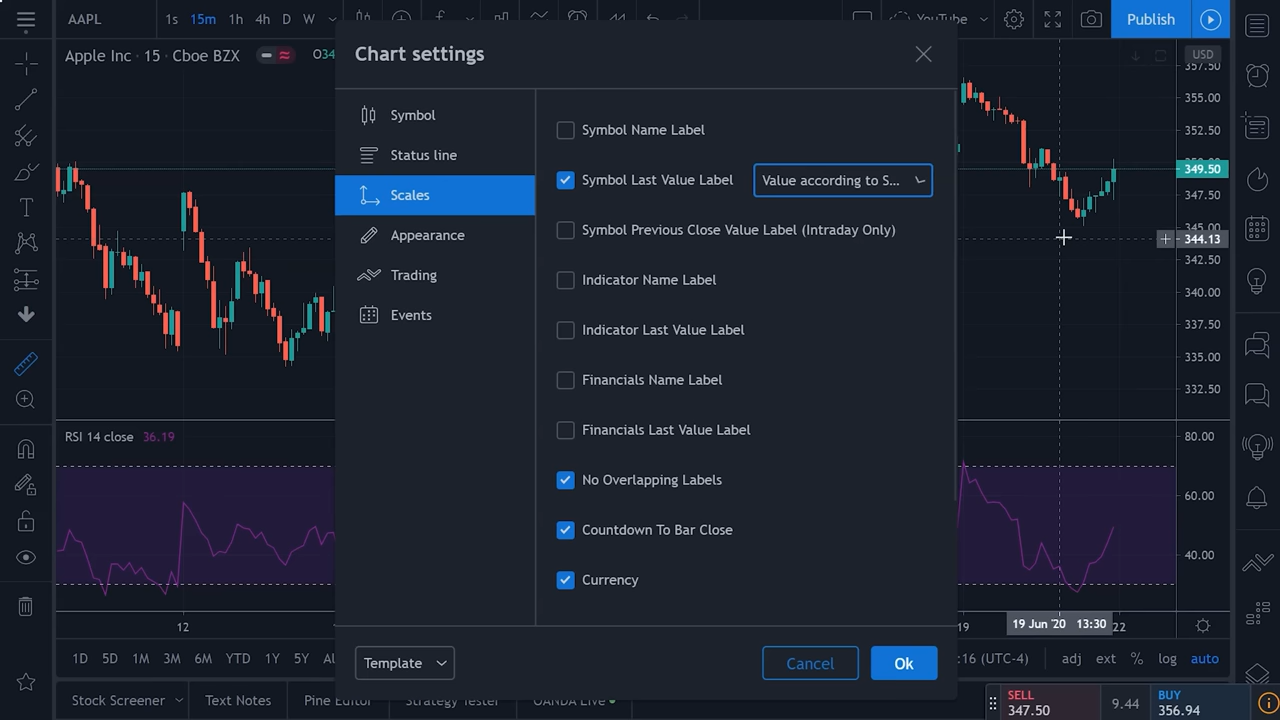 AAPL
1s 15m 1h 4h D W
YouTube
Publish
Apple Inc · 15 · Cboe BZX
Chart settings
USD
Symbol
Status line
Scales
Appearance
Trading
Events
Symbol Name Label
Symbol Last Value Label
Value according to S...
Symbol Previous Close Value Label (Intraday Only)
Indicator Name Label
Indicator Last Value Label
Financials Name Label
Financials Last Value Label
No Overlapping Labels
Countdown To Bar Close
Currency
357.50
355.00
352.50
349.50
347.50
345.00
344.13
342.50
340.00
337.50
335.00
332.50
RSI 14 close 36.19
80.00
60.00
40.00
12
19 Jun '20 13:30
22
Template
Cancel
Ok
1D 5D 1M 3M 6M YTD 1Y 5Y
:16 (UTC-4)
adj ext % log auto
Stock Screener
Text Notes
Pine Editor
Strategy Tester
OANDA Live
SELL
347.50
9.44
BUY
356.94